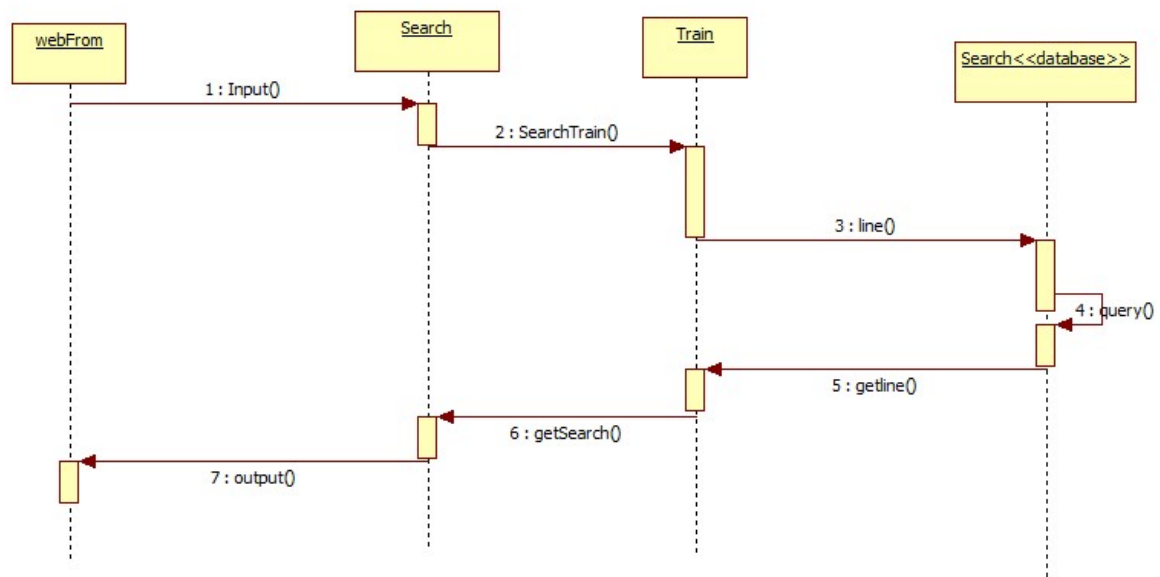 webFrom
Search
Train
Search<<database>>
1 : Input()
2 : SearchTrain()
3 : line()
4 : query()
5 : getline()
6 : getSearch()
7 : output()